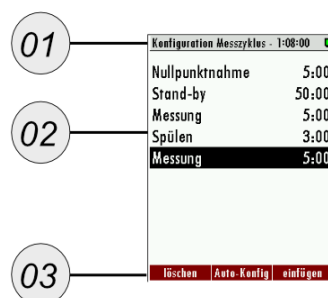 01
Konfiguration Messzyklus - 1:08:00
Nullpunktnahme 5:00
Stand-by 50:00
02
Messung 5:00
Spülen 3:00
Messung 5:00
03
löschen Auto-Konfig einfügen